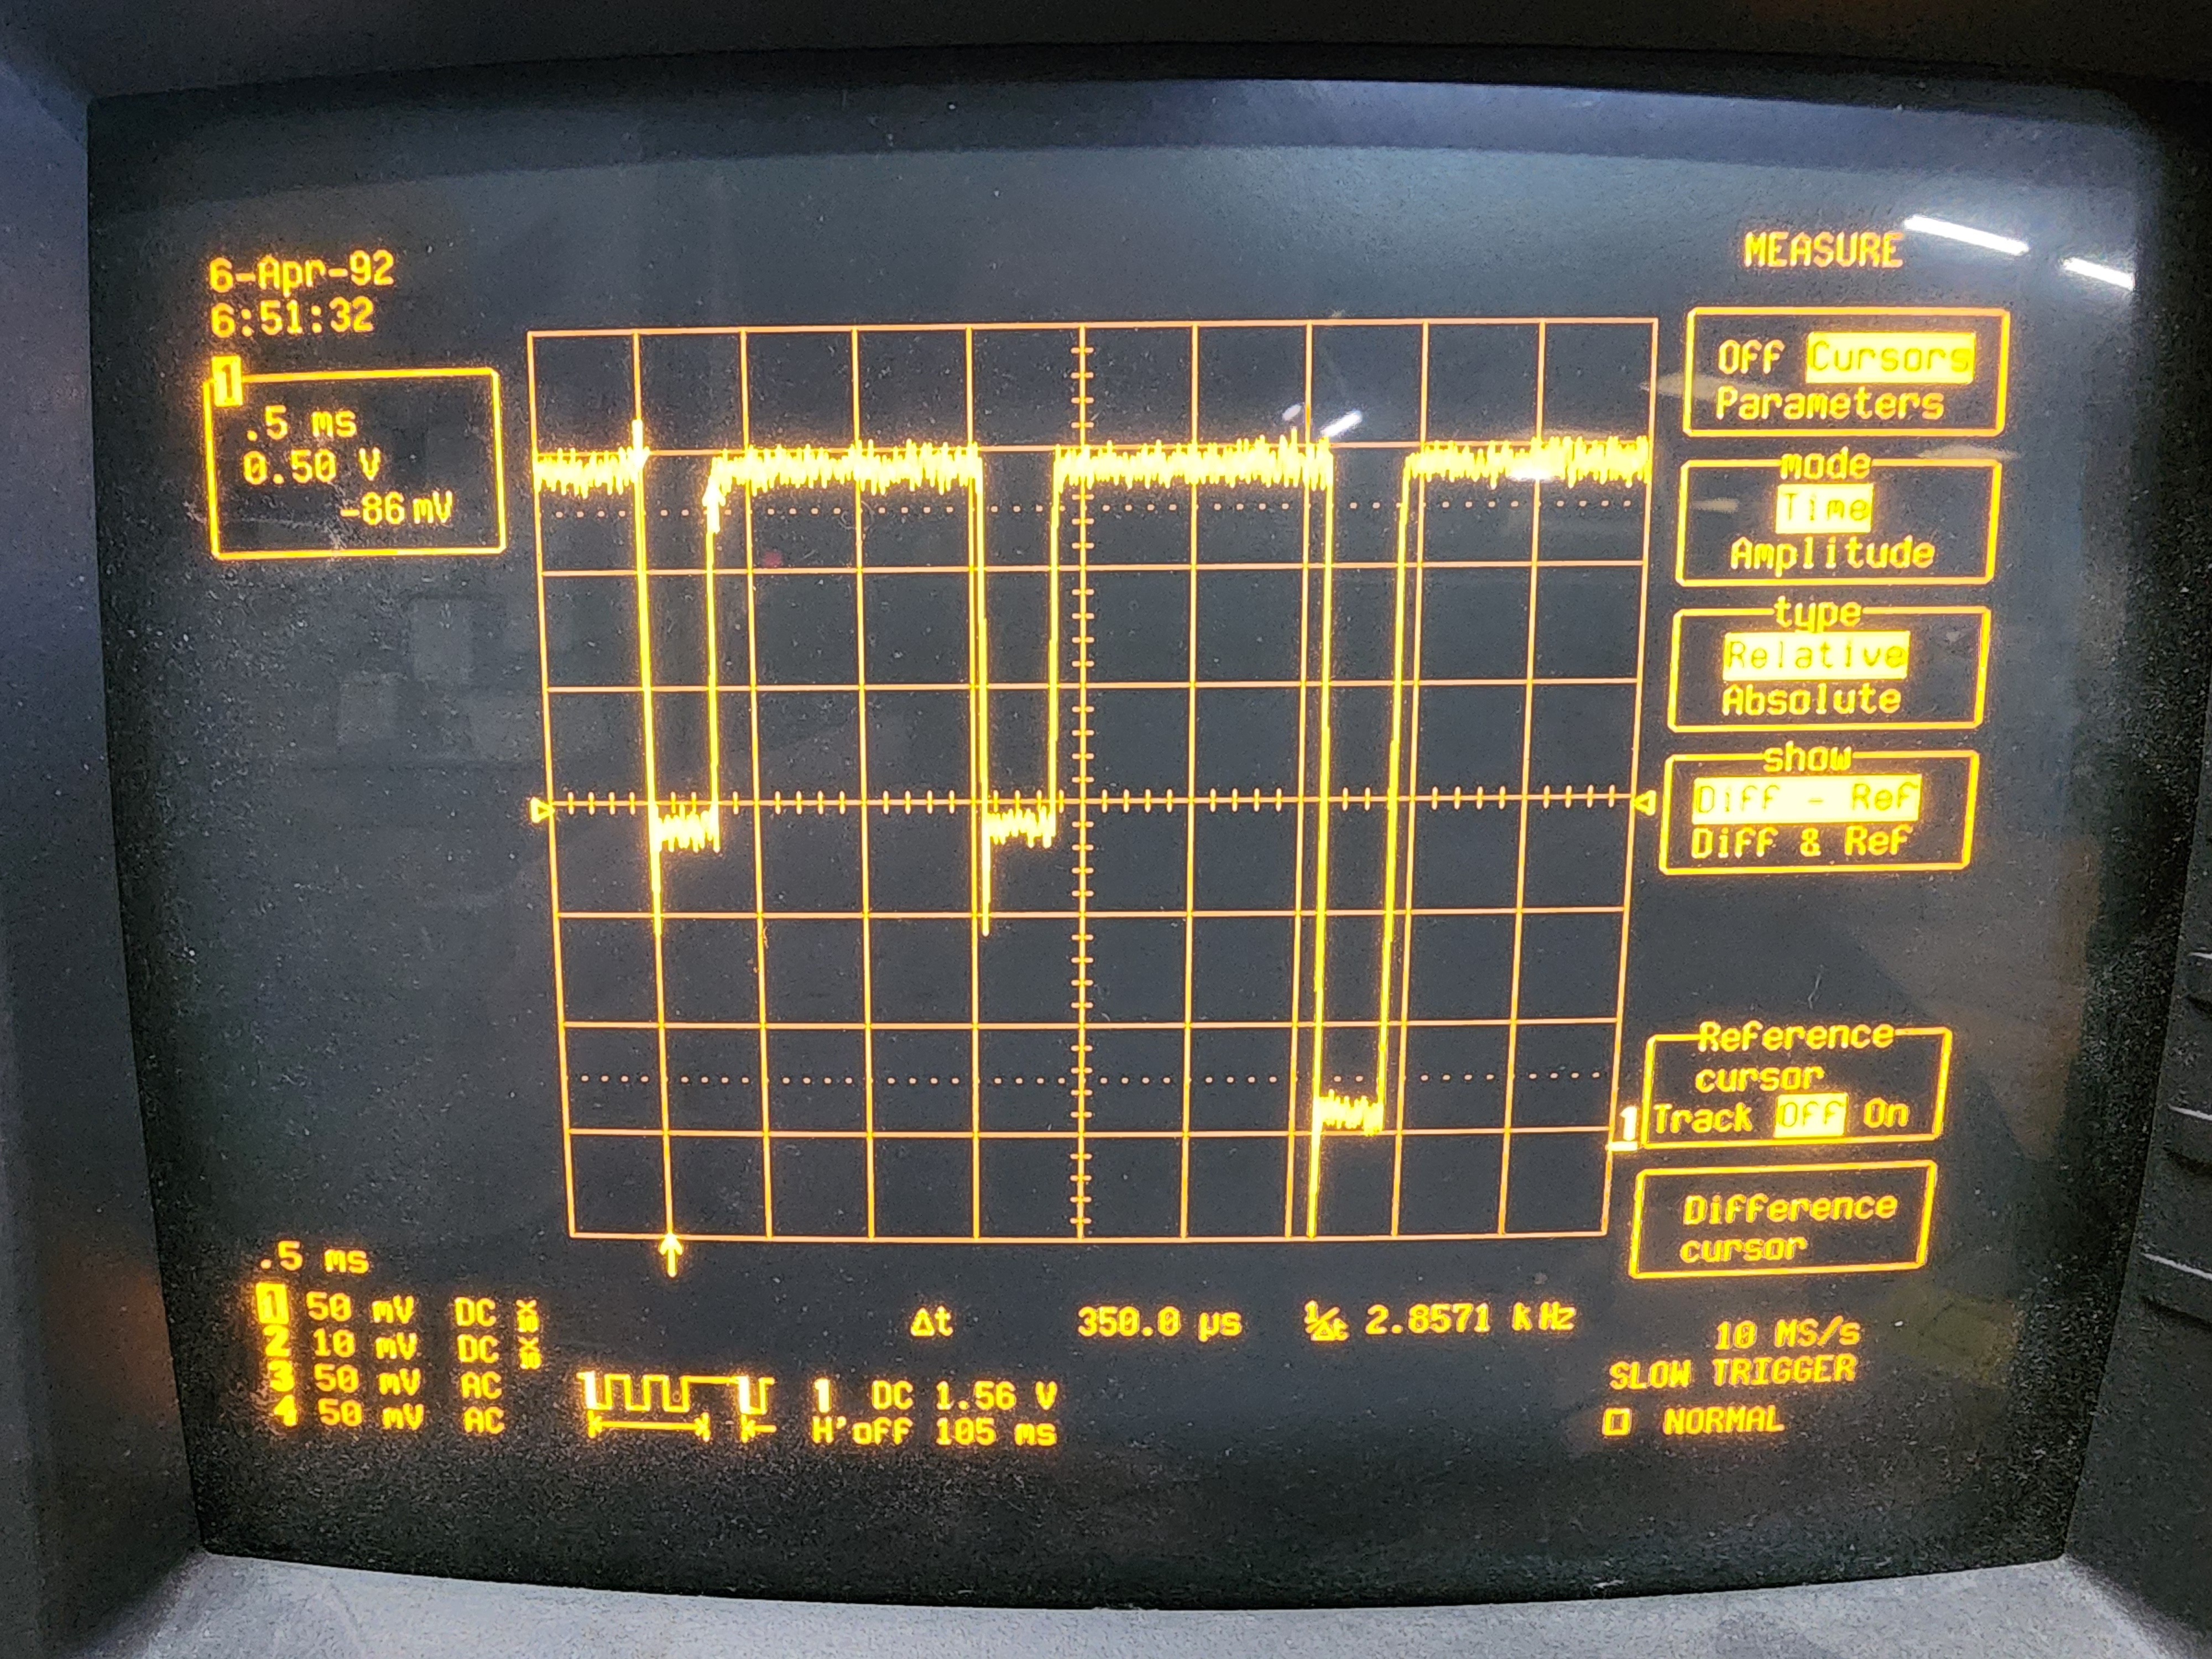 6-Apr-92
6:51:32
1
.5 ms
0.50 V
-86 mV
MEASURE
Off Cursors
Parameters
mode
Time
Amplitude
type
Relative
Absolute
show
Diff - Ref
Diff & Ref
Reference
cursor
Track Off On
1
Difference
cursor
.5 ms
1 50 mV DC
2 10 mV DC
3 50 mV AC
4 50 mV AC
Δt 350.0 µs 1/Δt 2.8571 kHz
1 DC 1.56 V
H'off 105 ms
10 MS/s
SLOW TRIGGER
NORMAL